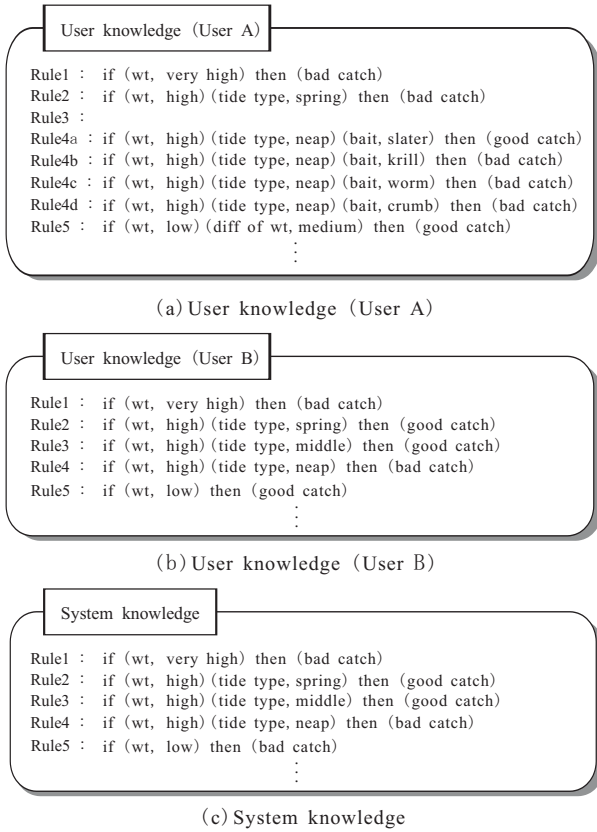 User knowledge (User A)
Rule1 : if (wt, very high) then (bad catch)
Rule2 : if (wt, high) (tide type, spring) then (bad catch)
Rule3 :
Rule4a : if (wt, high) (tide type, neap) (bait, slater) then (good catch)
Rule4b : if (wt, high) (tide type, neap) (bait, krill) then (bad catch)
Rule4c : if (wt, high) (tide type, neap) (bait, worm) then (bad catch)
Rule4d : if (wt, high) (tide type, neap) (bait, crumb) then (bad catch)
Rule5 : if (wt, low) (diff of wt, medium) then (good catch)
⋮
(a) User knowledge (User A)
User knowledge (User B)
Rule1 : if (wt, very high) then (bad catch)
Rule2 : if (wt, high) (tide type, spring) then (good catch)
Rule3 : if (wt, high) (tide type, middle) then (good catch)
Rule4 : if (wt, high) (tide type, neap) then (bad catch)
Rule5 : if (wt, low) then (good catch)
⋮
(b) User knowledge (User B)
System knowledge
Rule1 : if (wt, very high) then (bad catch)
Rule2 : if (wt, high) (tide type, spring) then (good catch)
Rule3 : if (wt, high) (tide type, middle) then (good catch)
Rule4 : if (wt, high) (tide type, neap) then (bad catch)
Rule5 : if (wt, low) then (bad catch)
⋮
(c) System knowledge